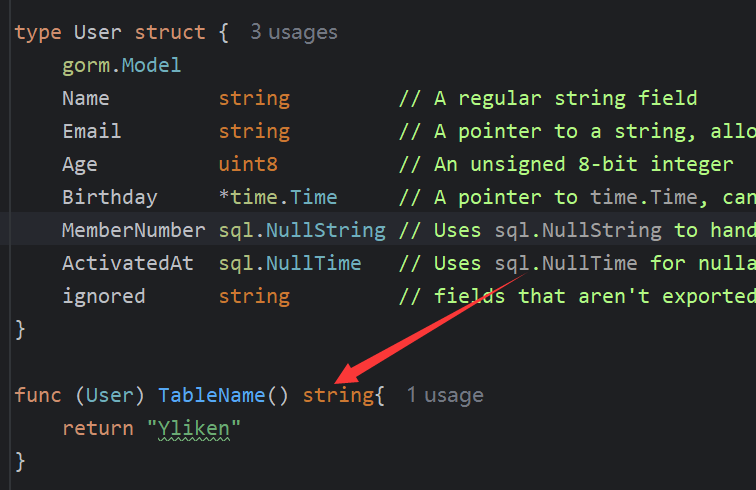 type User struct { 3 usages
gorm.Model
Name string // A regular string field
Email string // A pointer to a string, allo
Age uint8 // An unsigned 8-bit integer
Birthday *time.Time // A pointer to time.Time, can
MemberNumber sql.NullString // Uses sql.NullString to hand
ActivatedAt sql.NullTime // Uses sql.NullTime for nulla
ignored string // fields that aren't exported
}
func (User) TableName() string{ 1 usage
return "Yliken"
}